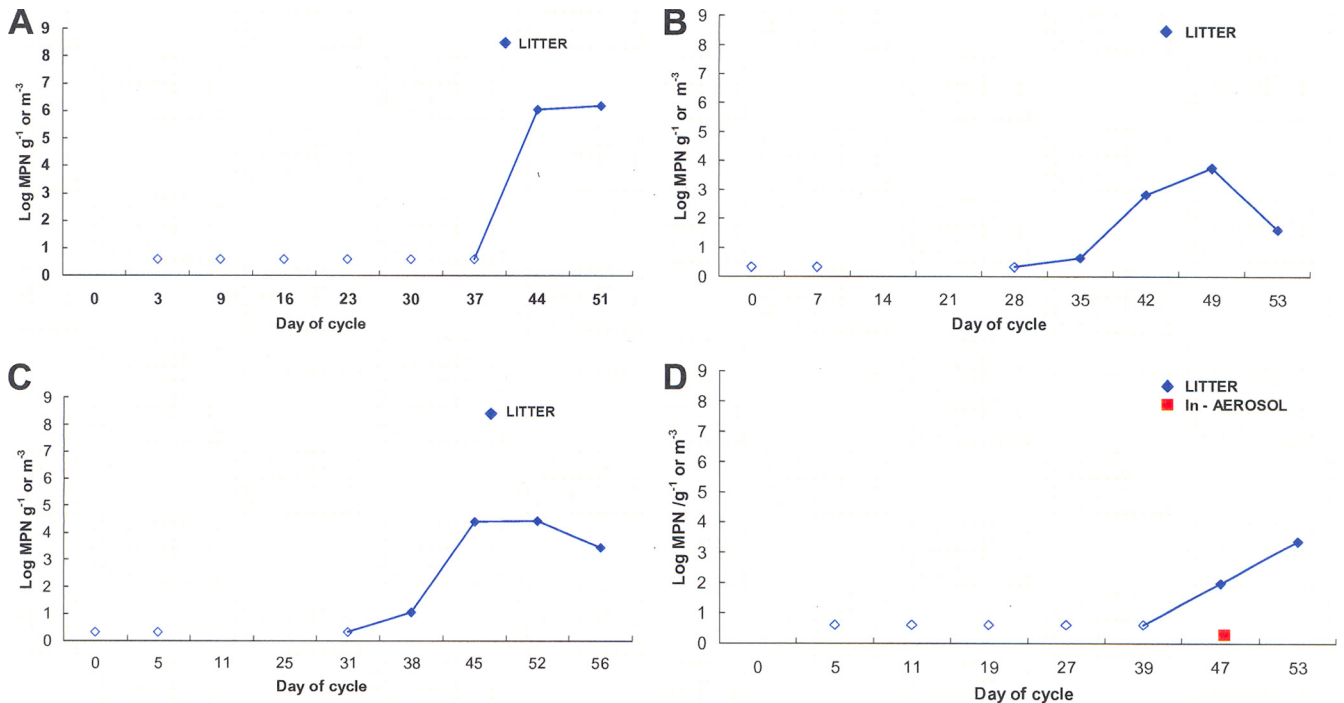 A
9
8
7
6
5
4
3
2
1
0
Log MPN g⁻¹ or m⁻³
LITTER
0 3 9 16 23 30 37 44 51
Day of cycle
B
9
8
7
6
5
4
3
2
1
0
Log MPN g⁻¹ or m⁻³
LITTER
0 7 14 21 28 35 42 49 53
Day of cycle
C
9
8
7
6
5
4
3
2
1
0
Log MPN g⁻¹ or m⁻³
LITTER
0 5 11 25 31 38 45 52 56
Day of cycle
D
9
8
7
6
5
4
3
2
1
0
Log MPN /g⁻¹ or m⁻³
LITTER
In - AEROSOL
0 5 11 19 27 39 47 53
Day of cycle